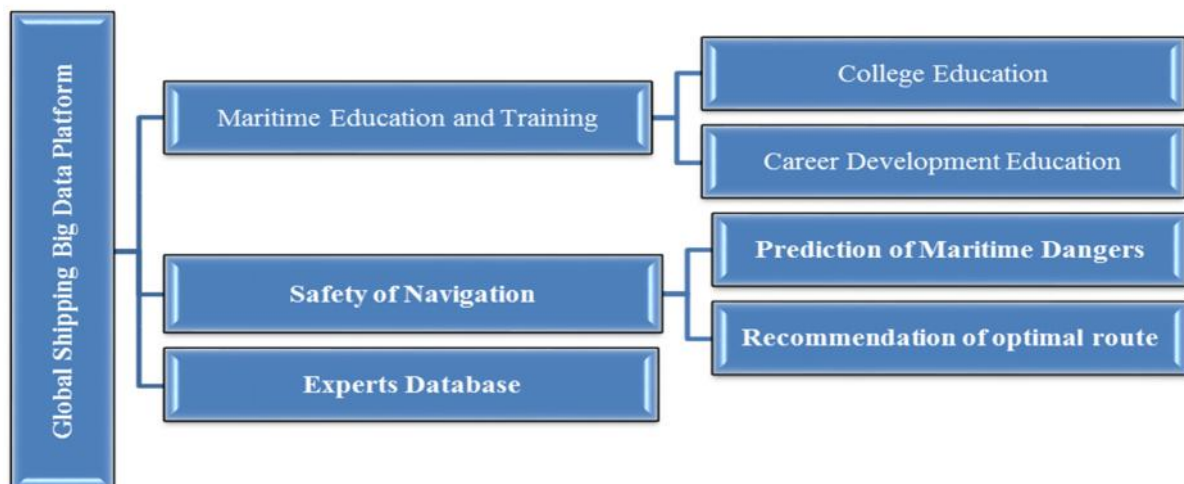 Global Shipping Big Data Platform
Maritime Education and Training
College Education
Career Development Education
Safety of Navigation
Prediction of Maritime Dangers
Recommendation of optimal route
Experts Database